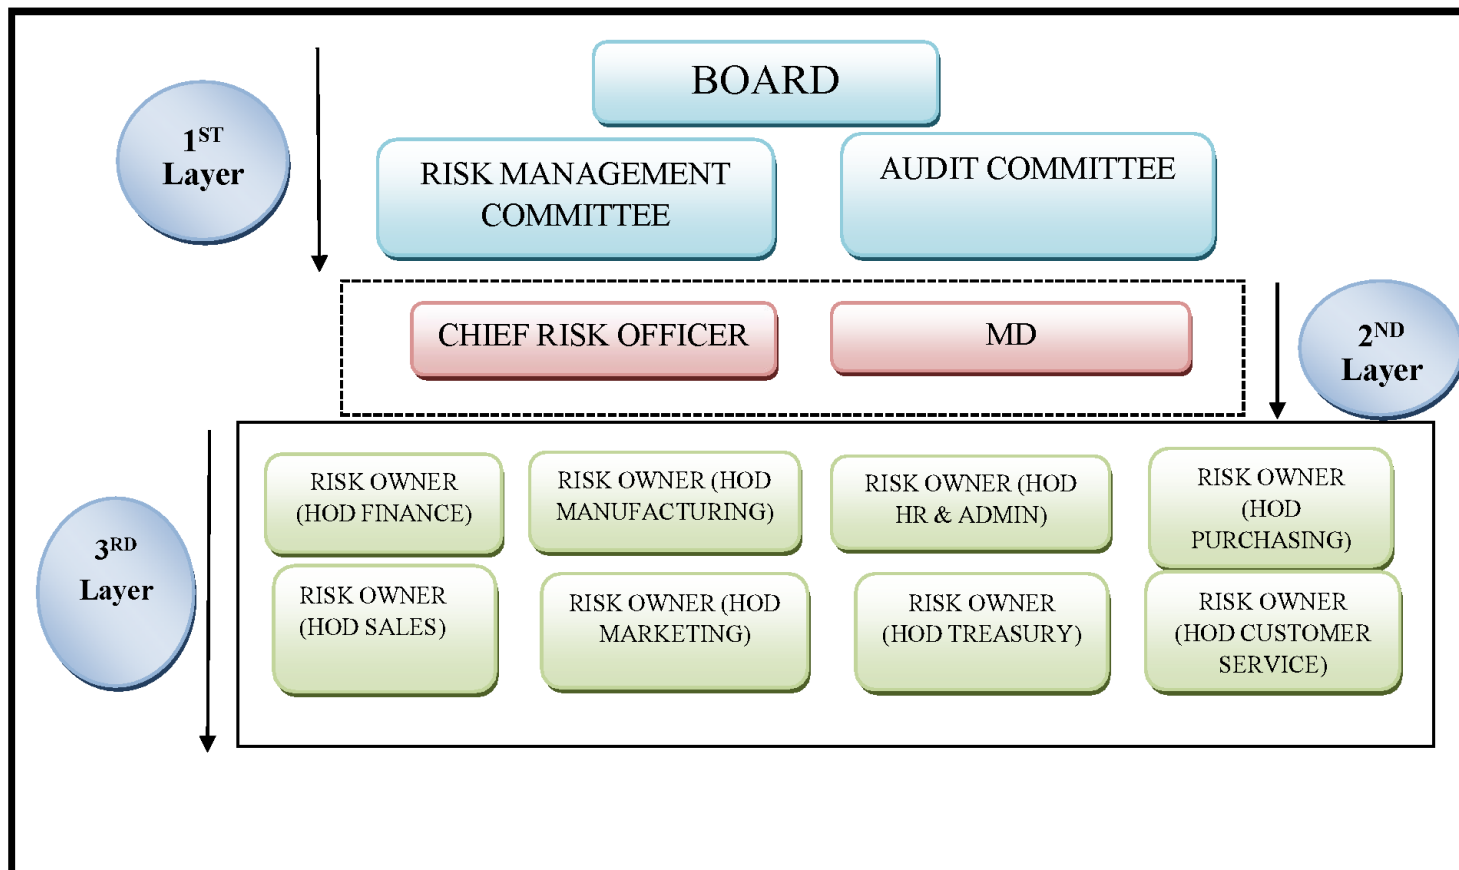 BOARD
1ST
Layer
RISK MANAGEMENT
COMMITTEE
AUDIT COMMITTEE
CHIEF RISK OFFICER
MD
2ND
Layer
RISK OWNER
(HOD FINANCE)
RISK OWNER (HOD
MANUFACTURING)
RISK OWNER (HOD
HR & ADMIN)
RISK OWNER
(HOD
PURCHASING)
3RD
Layer
RISK OWNER
(HOD SALES)
RISK OWNER (HOD
MARKETING)
RISK OWNER
(HOD TREASURY)
RISK OWNER
(HOD CUSTOMER
SERVICE)